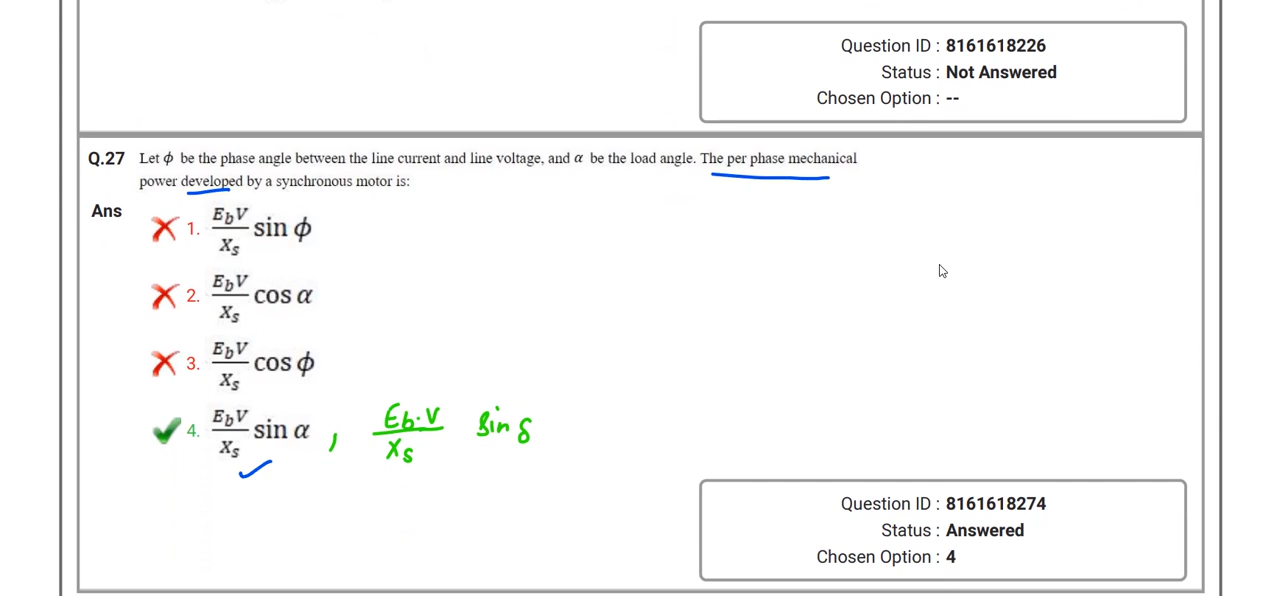 Question ID : 8161618226
Status : Not Answered
Chosen Option : --
Q.27 Let ϕ be the phase angle between the line current and line voltage, and α be the load angle. The per phase mechanical
power developed by a synchronous motor is:
Ans
1. E_bV/X_s sin ϕ
2. E_bV/X_s cos α
3. E_bV/X_s cos ϕ
4. E_bV/X_s sin α , E_b.V/X_s Sin δ
Question ID : 8161618274
Status : Answered
Chosen Option : 4